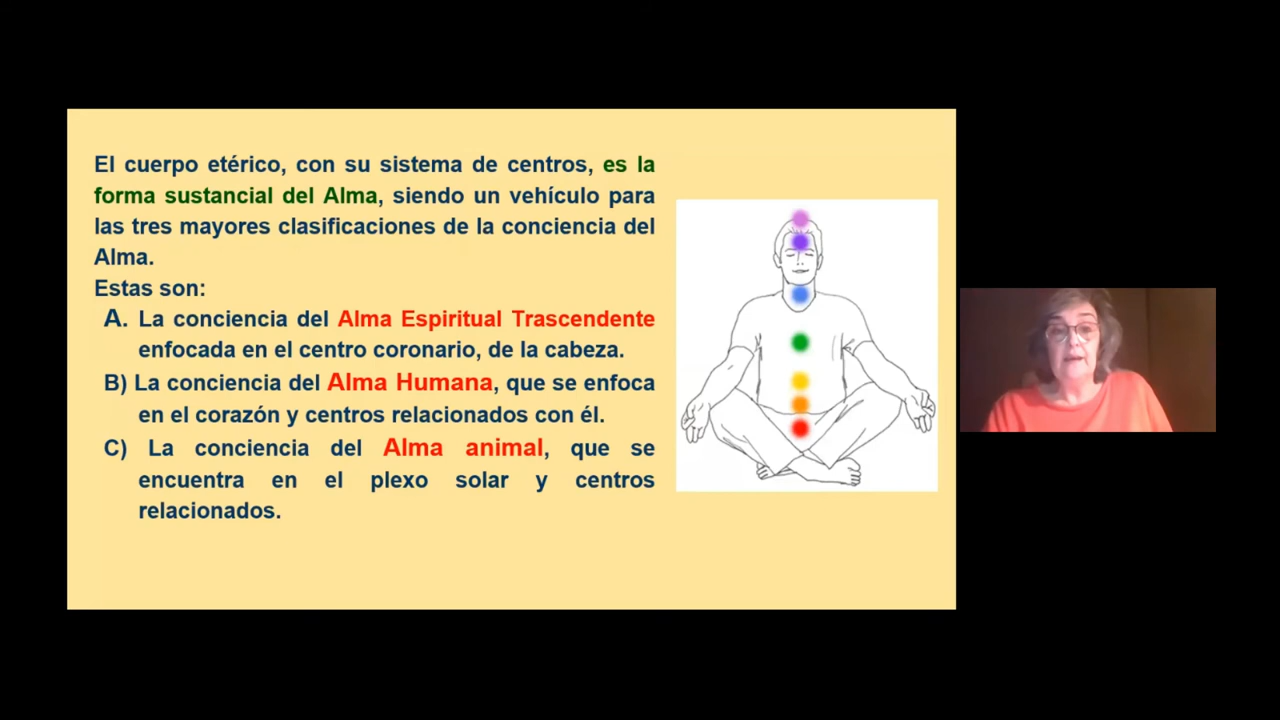 El cuerpo etérico, con su sistema de centros, es la
forma sustancial del Alma, siendo un vehículo para
las tres mayores clasificaciones de la conciencia del
Alma.
Estas son:
A. La conciencia del Alma Espiritual Trascendente
enfocada en el centro coronario, de la cabeza.
B) La conciencia del Alma Humana, que se enfoca
en el corazón y centros relacionados con él.
C) La conciencia del Alma animal, que se
encuentra en el plexo solar y centros
relacionados.